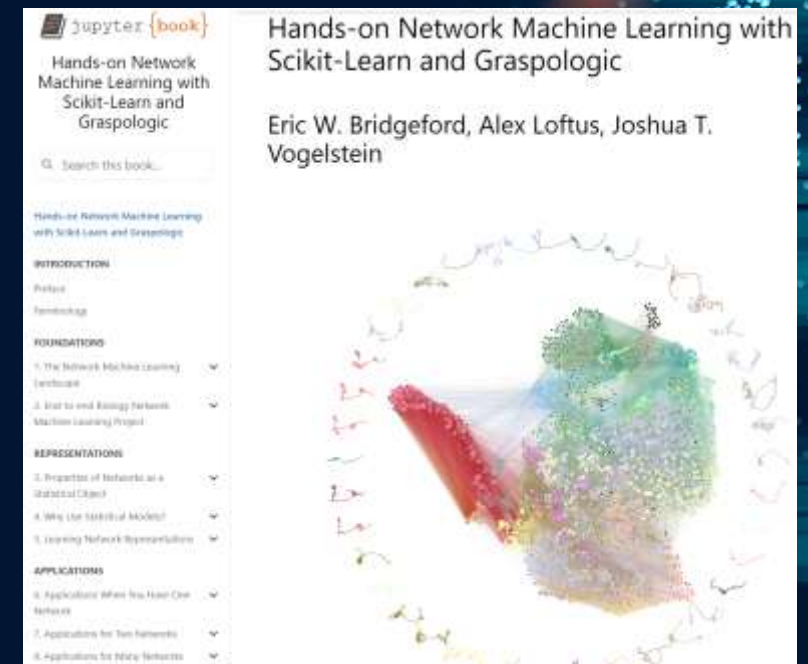 jupyter {book}
Hands-on Network
Machine Learning with
Scikit-Learn and
Graspologic
Search this book...
Hands-on Network Machine Learning
with Scikit-Learn and Graspologic
INTRODUCTION
Preface
Terminology
FOUNDATIONS
1. The Network Machine Learning
Landscape
2. End-to-end Biology Network
Machine Learning Project
REPRESENTATIONS
3. Properties of Networks as a
Statistical Object
4. Why Use Statistical Models?
5. Learning Network Representations
APPLICATIONS
6. Applications When You Have One
Network
7. Applications for Two Networks
8. Applications for Many Networks
Hands-on Network Machine Learning with
Scikit-Learn and Graspologic
Eric W. Bridgeford, Alex Loftus, Joshua T.
Vogelstein